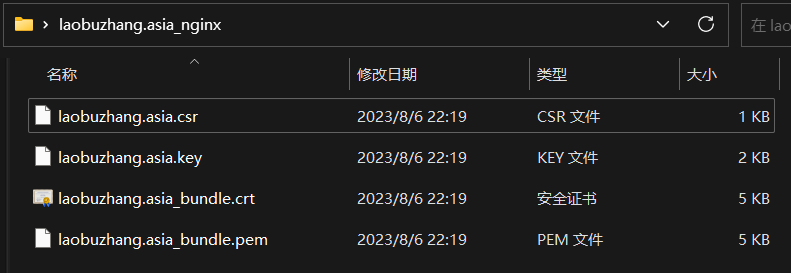 laobuzhang.asia_nginx 在 lao
名称 修改日期 类型 大小
laobuzhang.asia.csr 2023/8/6 22:19 CSR 文件 1 KB
laobuzhang.asia.key 2023/8/6 22:19 KEY 文件 2 KB
laobuzhang.asia_bundle.crt 2023/8/6 22:19 安全证书 5 KB
laobuzhang.asia_bundle.pem 2023/8/6 22:19 PEM 文件 5 KB